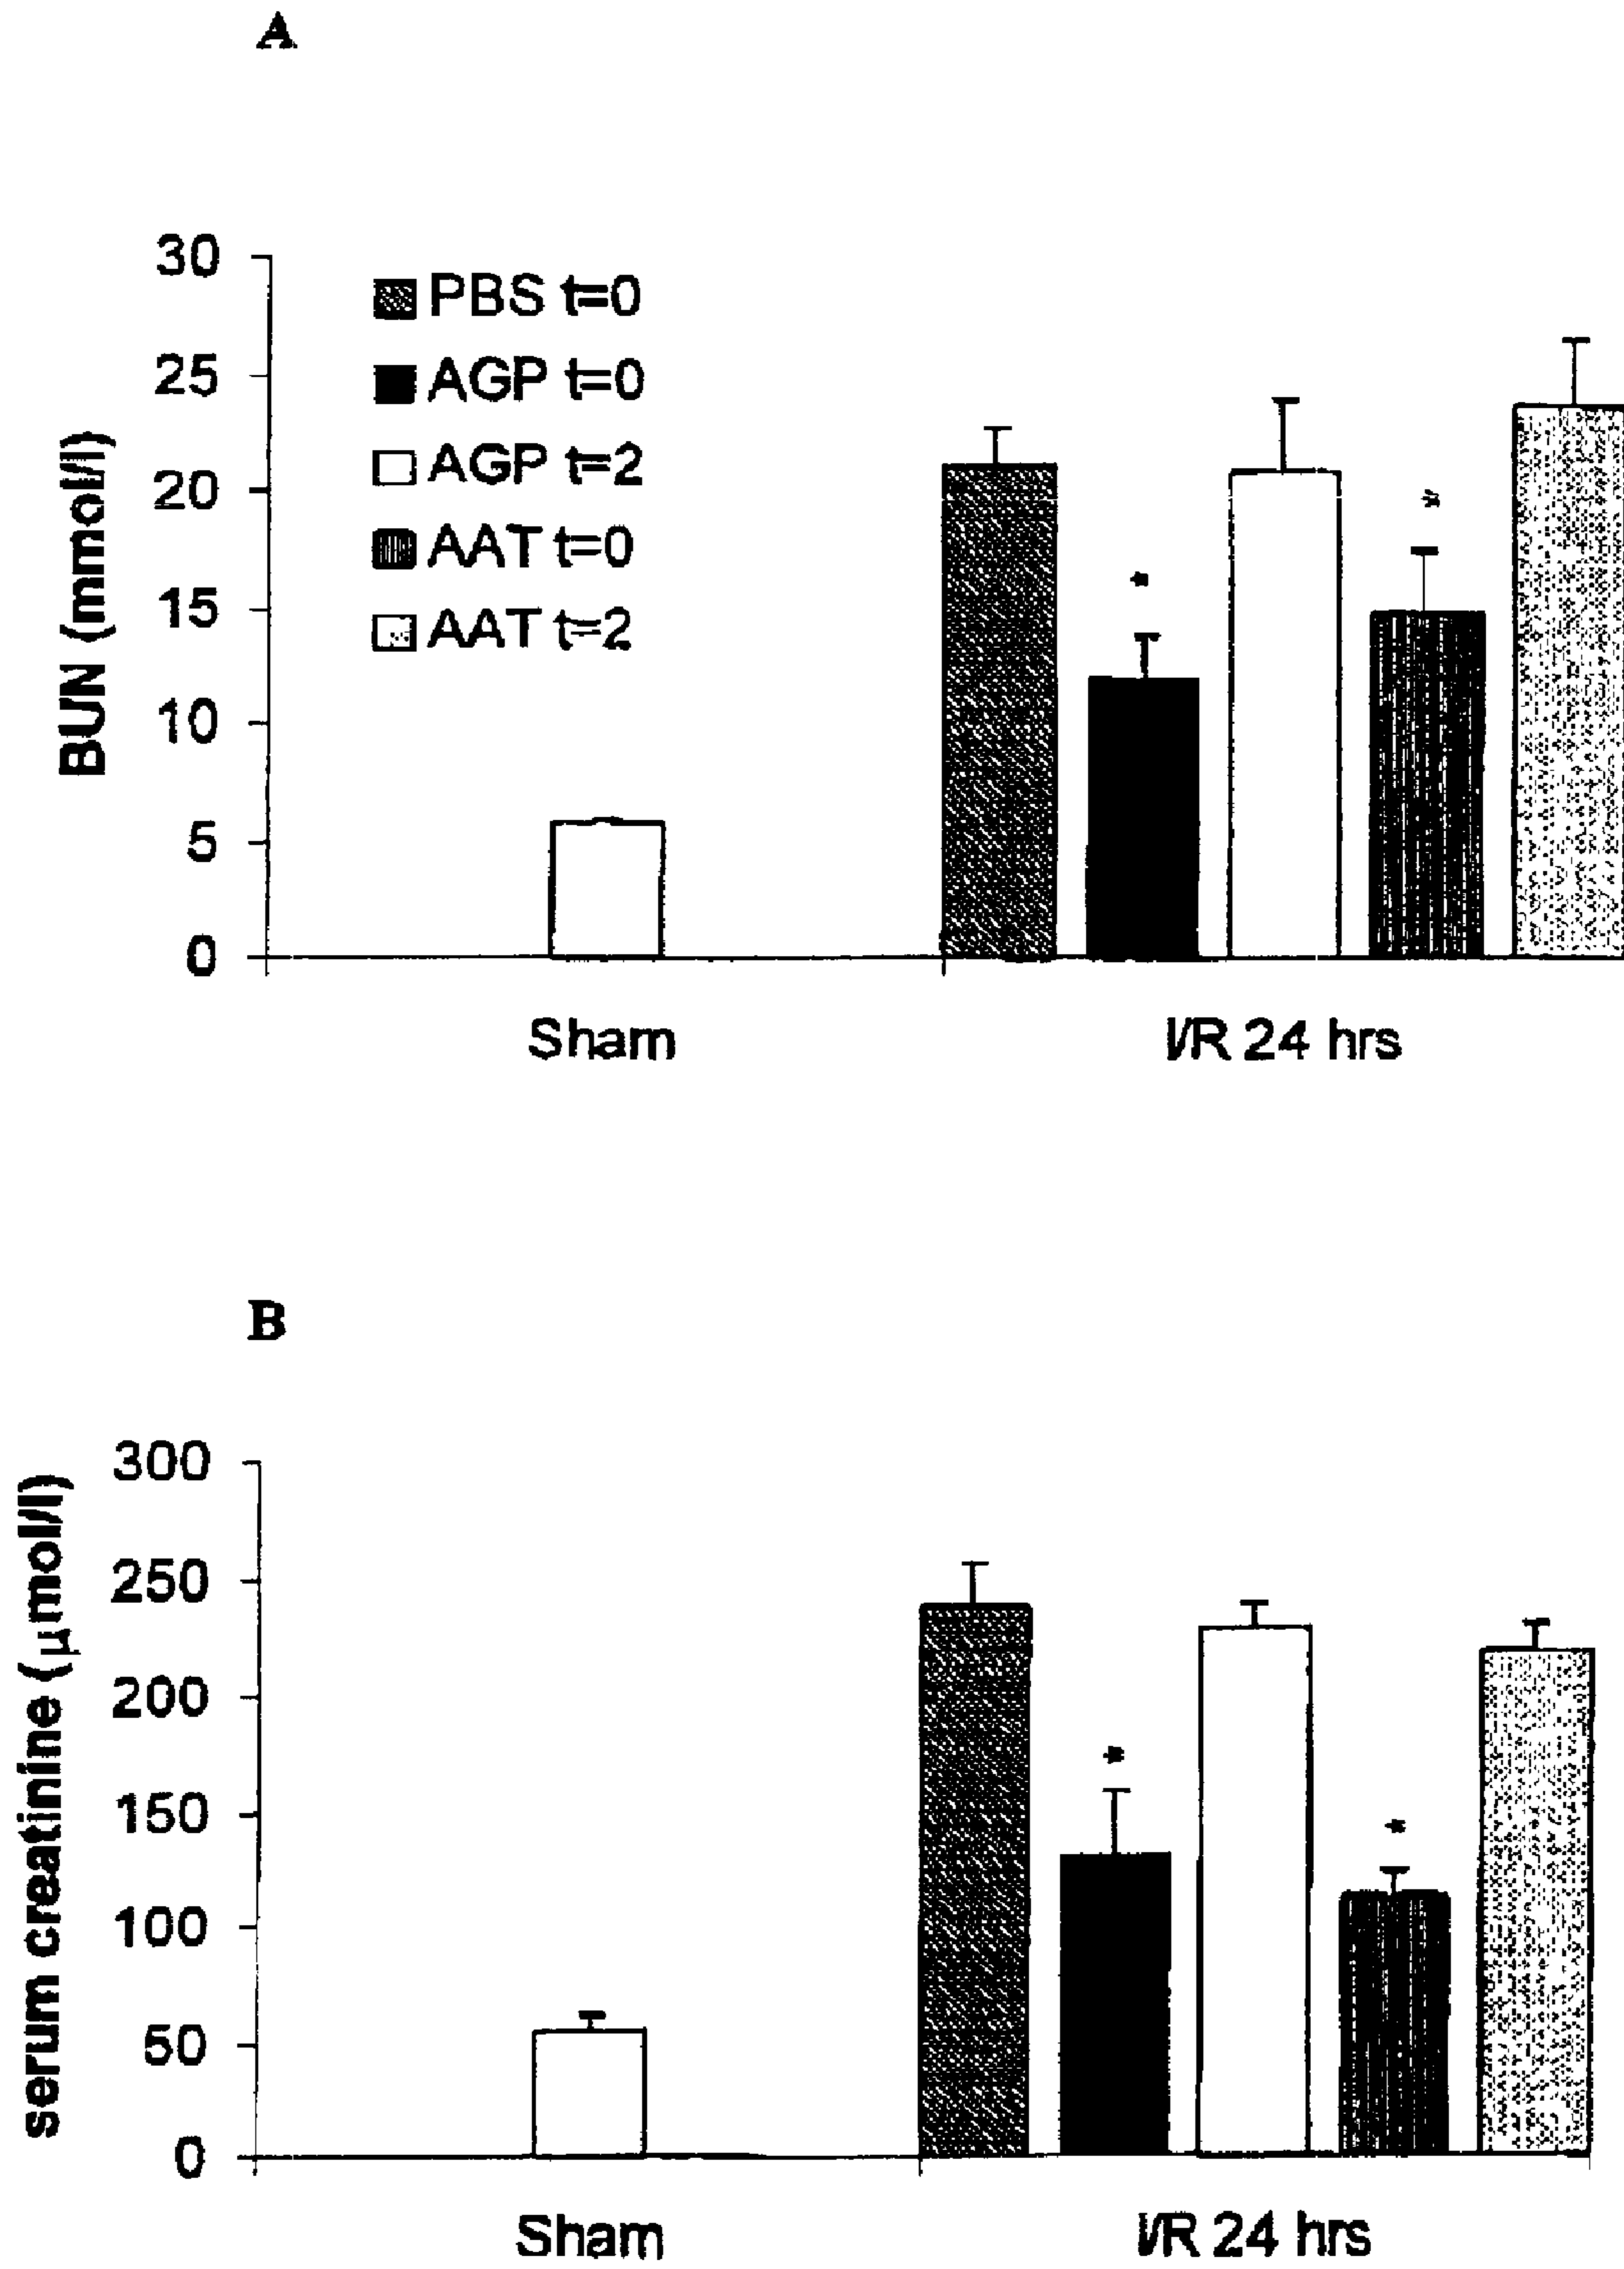 A
30
25
20
15
10
5
0
BUN (mmol/l)
PBS t=0
AGP t=0
AGP t=2
AAT t=0
AAT t=2
*
*
Sham
I/R 24 hrs
B
300
250
200
150
100
50
0
serum creatinine (μmol/l)
*
*
Sham
I/R 24 hrs